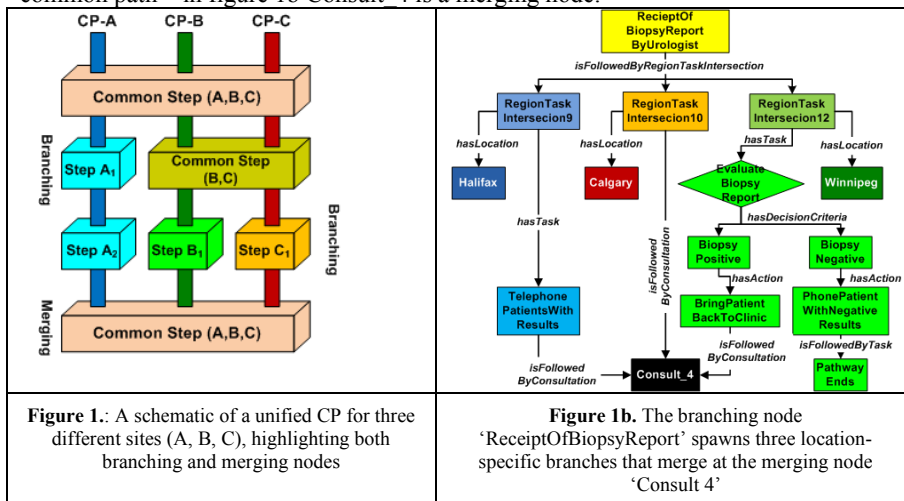 common path – in figure 1b Consult_4 is a merging node.
CP-A CP-B CP-C
Common Step (A,B,C)
Branching
Step A1
Common Step
(B,C)
Step A2
Step B1
Step C1
Branching
Merging
Common Step (A,B,C)
RecieptOf
BiopsyReport
ByUrologist
isFollowedByRegionTaskIntersection
RegionTask
Intersecion9
RegionTask
Intersecion10
RegionTask
Intersecion12
hasLocation
hasLocation
hasTask
hasLocation
Halifax
Calgary
Evaluate
Biopsy
Report
Winnipeg
hasTask
isFollowed
ByConsultation
hasDecisionCriteria
Biopsy
Positive
Biopsy
Negative
hasAction
hasAction
Telephone
PatientsWith
Results
BringPatient
BackToClinic
PhonePatient
WithNegative
Results
isFollowed
ByConsultation
Consult_4
isFollowed
ByConsultation
isFollowedByTask
Pathway
Ends
Figure 1.: A schematic of a unified CP for three
different sites (A, B, C), highlighting both
branching and merging nodes
Figure 1b. The branching node
‘ReceiptOfBiopsyReport’ spawns three location-
specific branches that merge at the merging node
‘Consult 4’